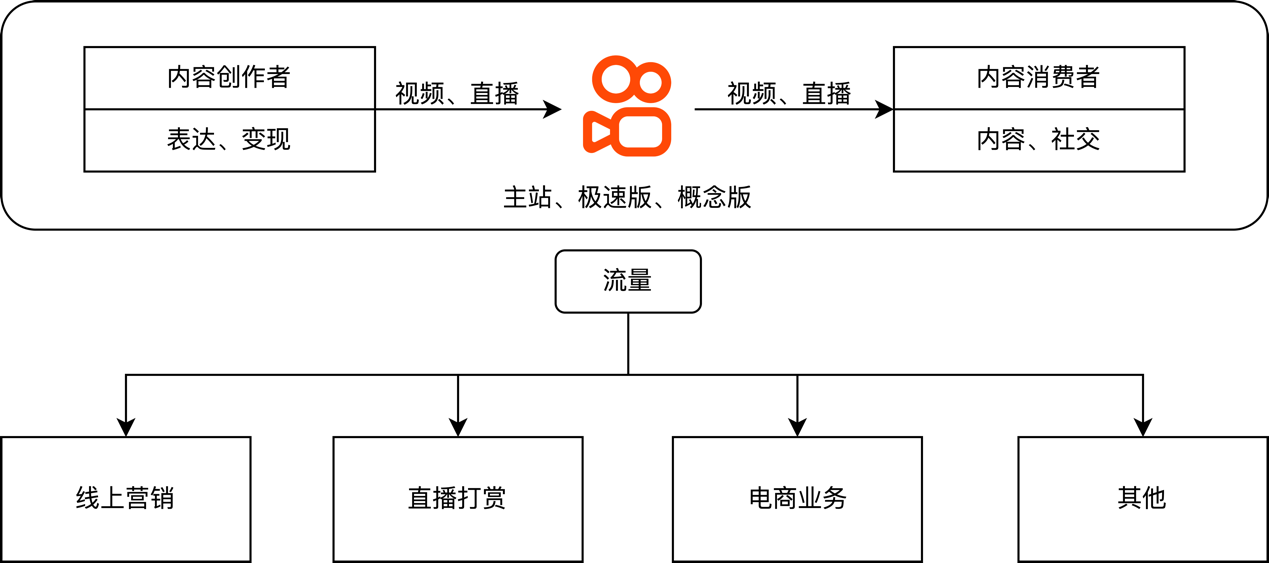 内容创作者
表达、变现
视频、直播
视频、直播
内容消费者
内容、社交
主站、极速版、概念版
流量
线上营销
直播打赏
电商业务
其他